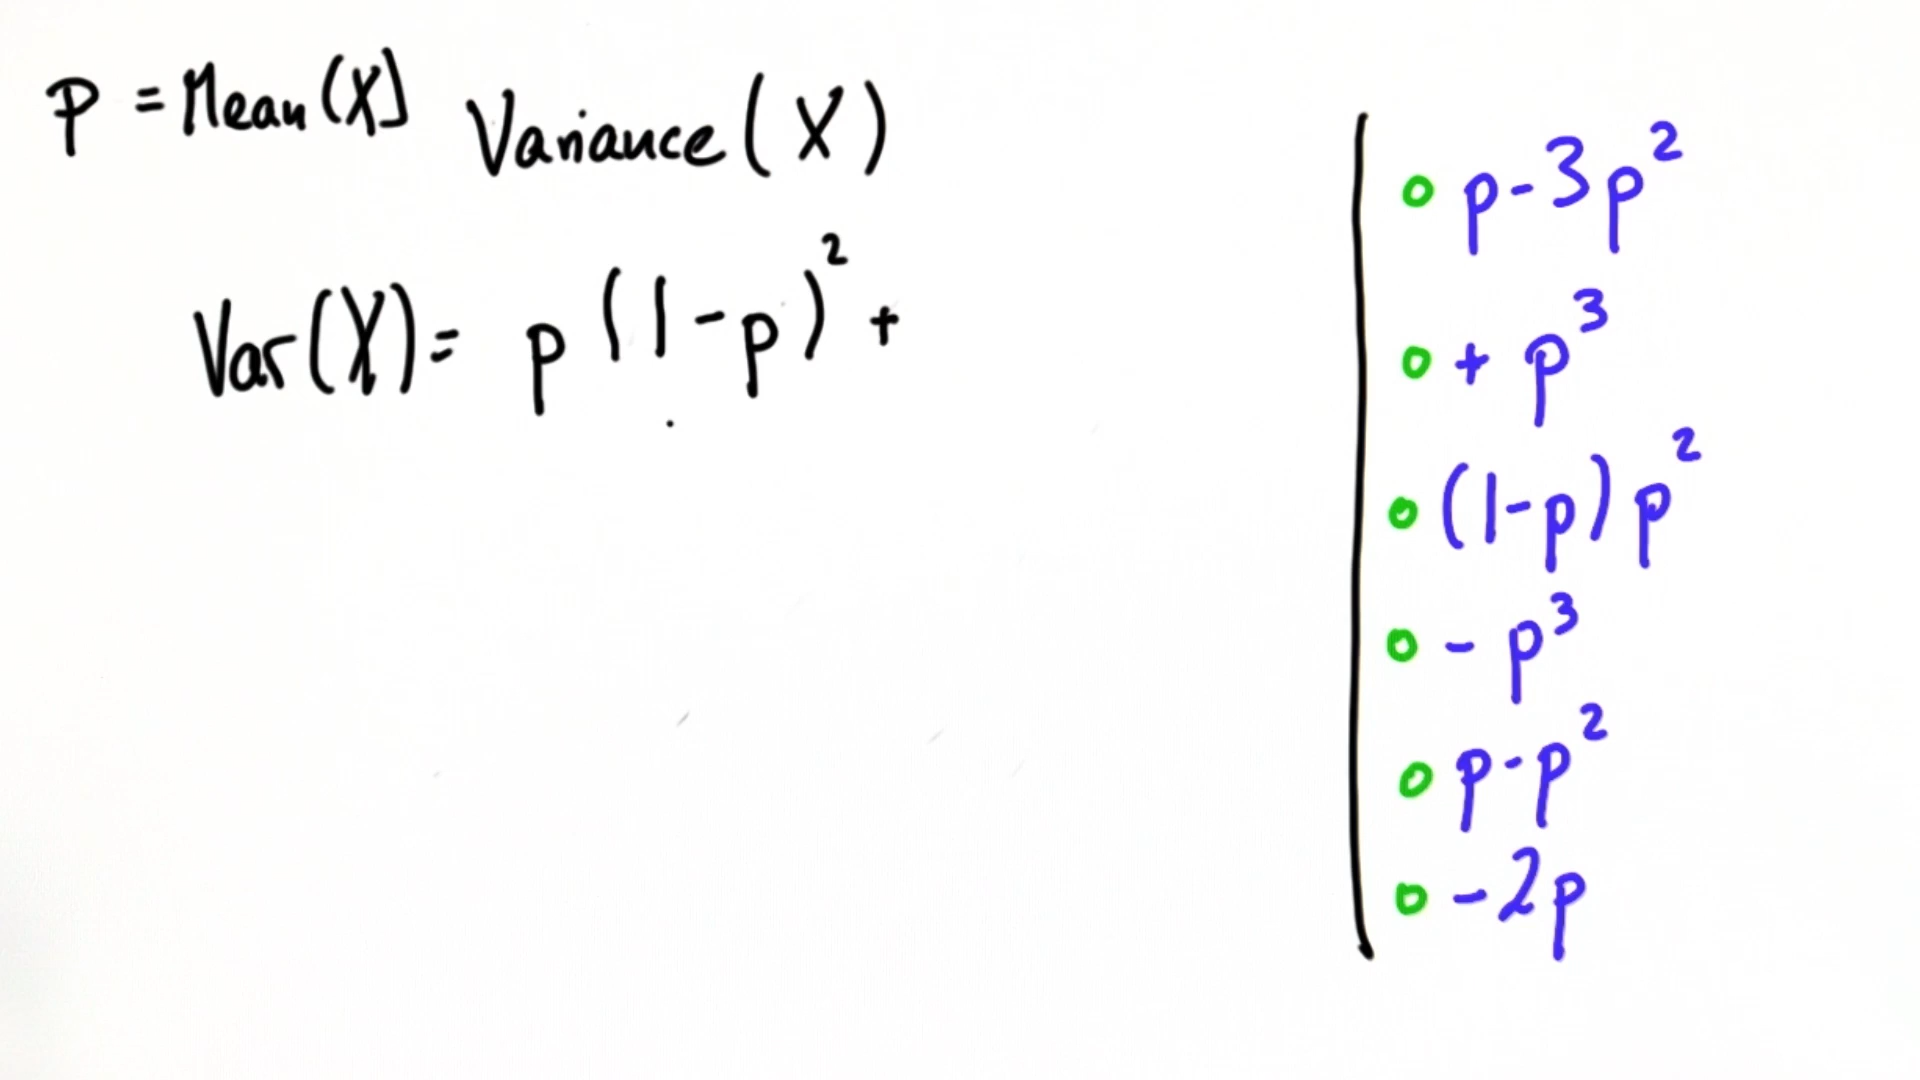 p = Mean(X) Variance(X)
Var(X) = p(1-p)² +
o p-3p²
o + p³
o (1-p)p²
o - p³
o p-p²
o -2p